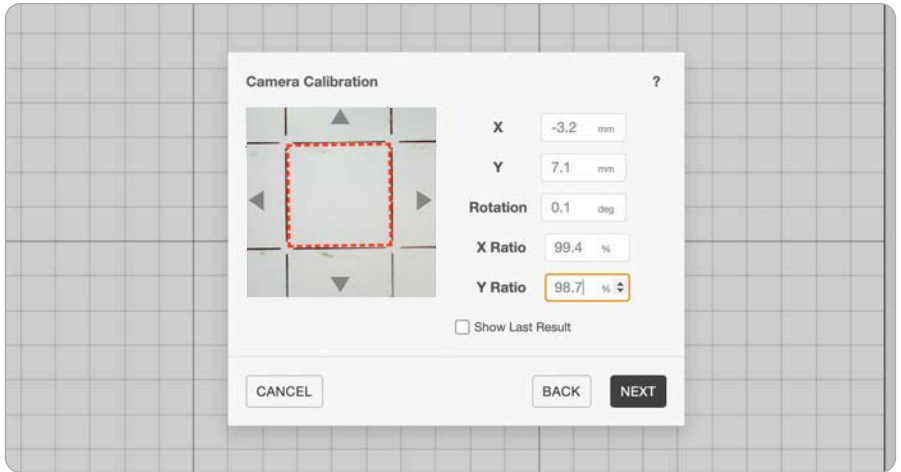 Camera Calibration ?
X -3.2 mm
Y 7.1 mm
Rotation 0.1 deg
X Ratio 99.4 %
Y Ratio 98.7 %
Show Last Result
CANCEL BACK NEXT